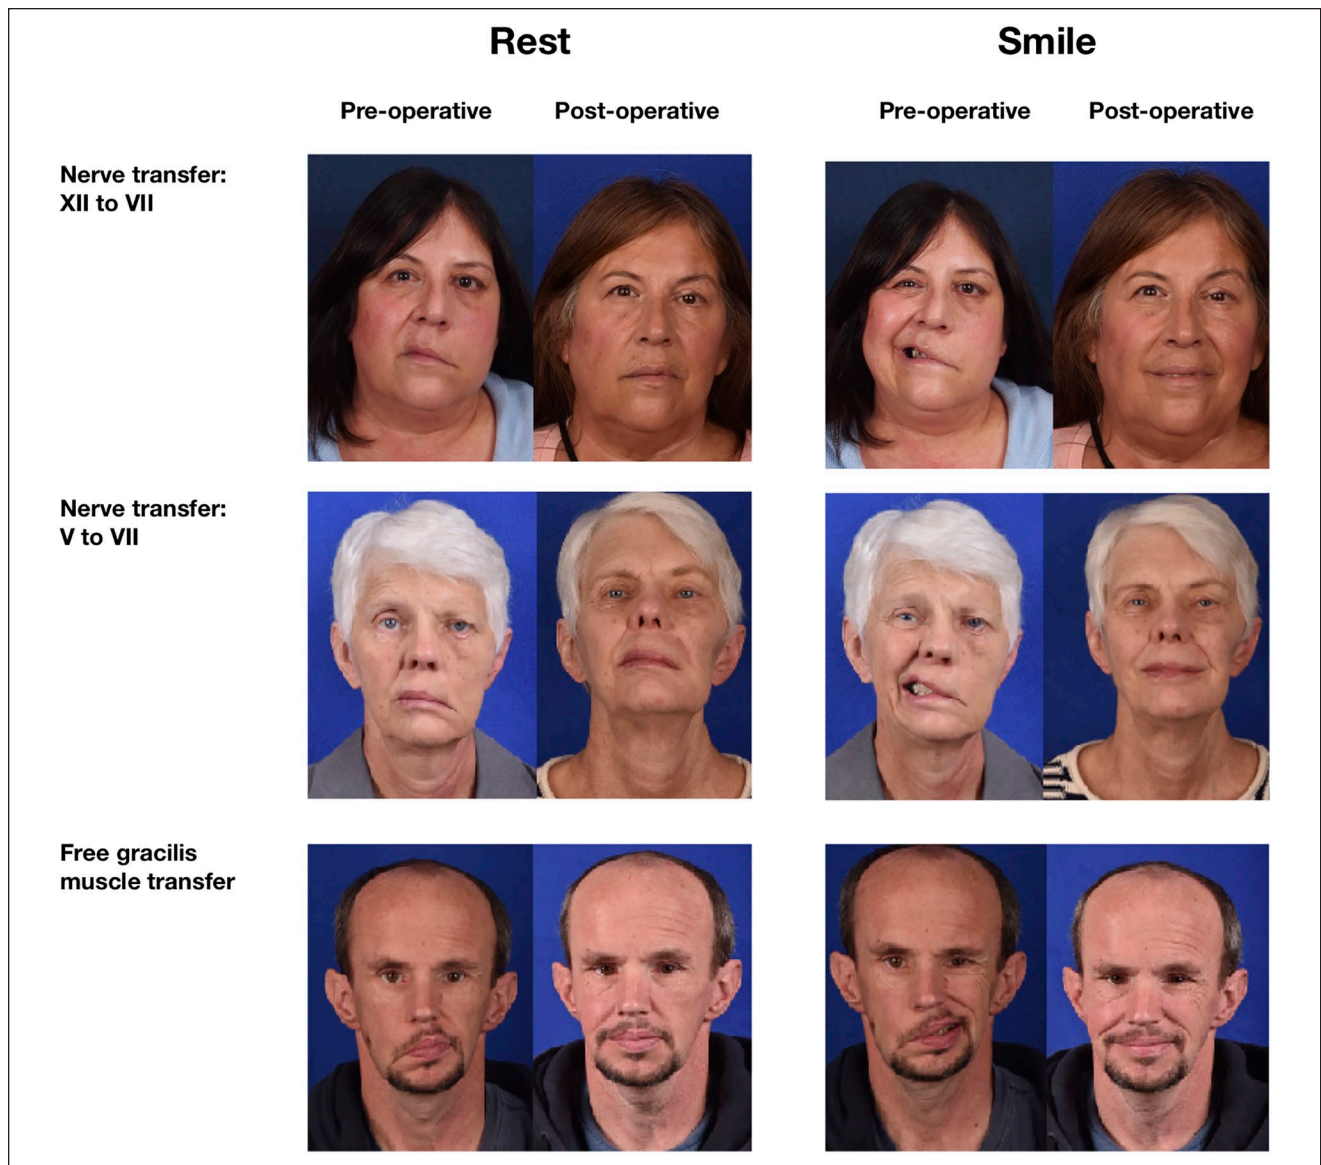 Rest
Smile
Pre-operative
Post-operative
Pre-operative
Post-operative
Nerve transfer:
XII to VII
Nerve transfer:
V to VII
Free gracilis
muscle transfer